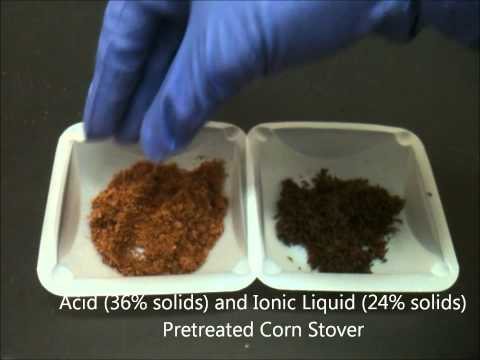 Acid (36% solids) and Ionic Liquid (24% solids)
Pretreated Corn Stover